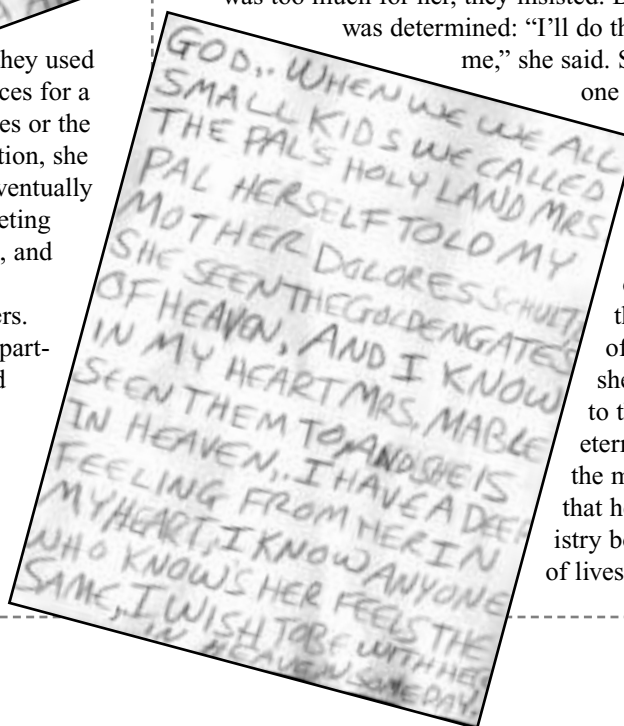 was too much for her, they insisted.
was determined: “I’ll do th
me,” she said. S
one
hey used
ces for a
es or the
tion, she
ventually
eting
, and
ers.
part-
d
GOD,. WHEN WE WE ALL
SMALL KIDS WE CALLED
THE PALS HOLY LAND MRS
PAL HERSELF TOLD MY
MOTHER DOLORES
SHE SEEN THE GOLDEN GATES
OF HEAVEN, AND I KNOW
IN MY HEART MRS. MABLE
SEEN THEM TO, AND SHE IS
IN HEAVEN,. I HAVE A DEEP
FEELING FROM HER IN
MY HEART, I KNOW ANYONE
WHO KNOW'S HER FEELS THE
SAME, I WISH TO BE WITH HER
IN HEAVEN SOMEDAY.
th
of
she
to t
etern
the m
that he
istry be
of lives